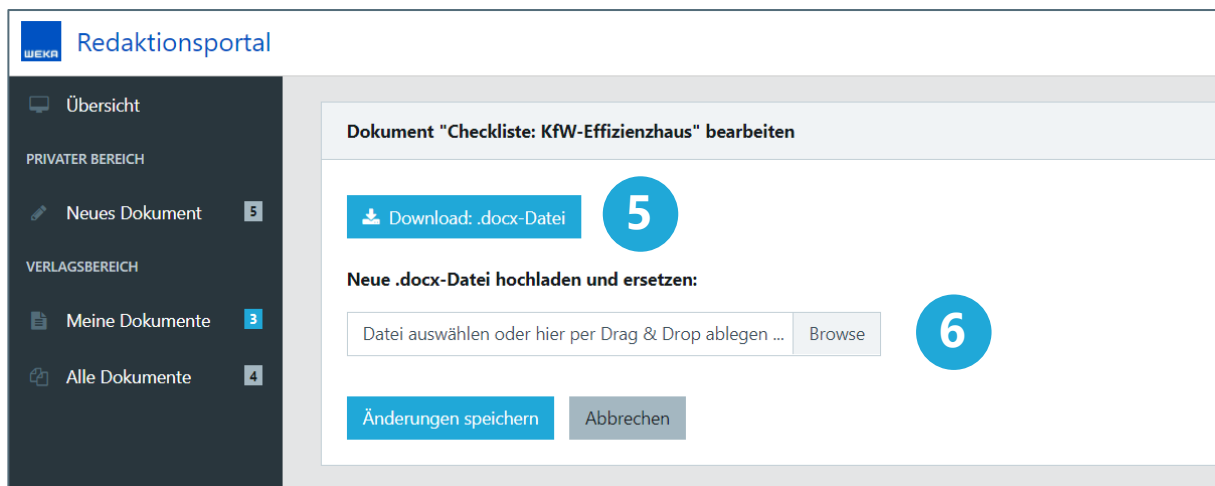 WEKA
Redaktionsportal
Übersicht
PRIVATER BEREICH
Neues Dokument 5
VERLAGSBEREICH
Meine Dokumente 3
Alle Dokumente 4
Dokument "Checkliste: KfW-Effizienzhaus" bearbeiten
Download: .docx-Datei
5
Neue .docx-Datei hochladen und ersetzen:
Datei auswählen oder hier per Drag & Drop ablegen ... Browse
6
Änderungen speichern Abbrechen